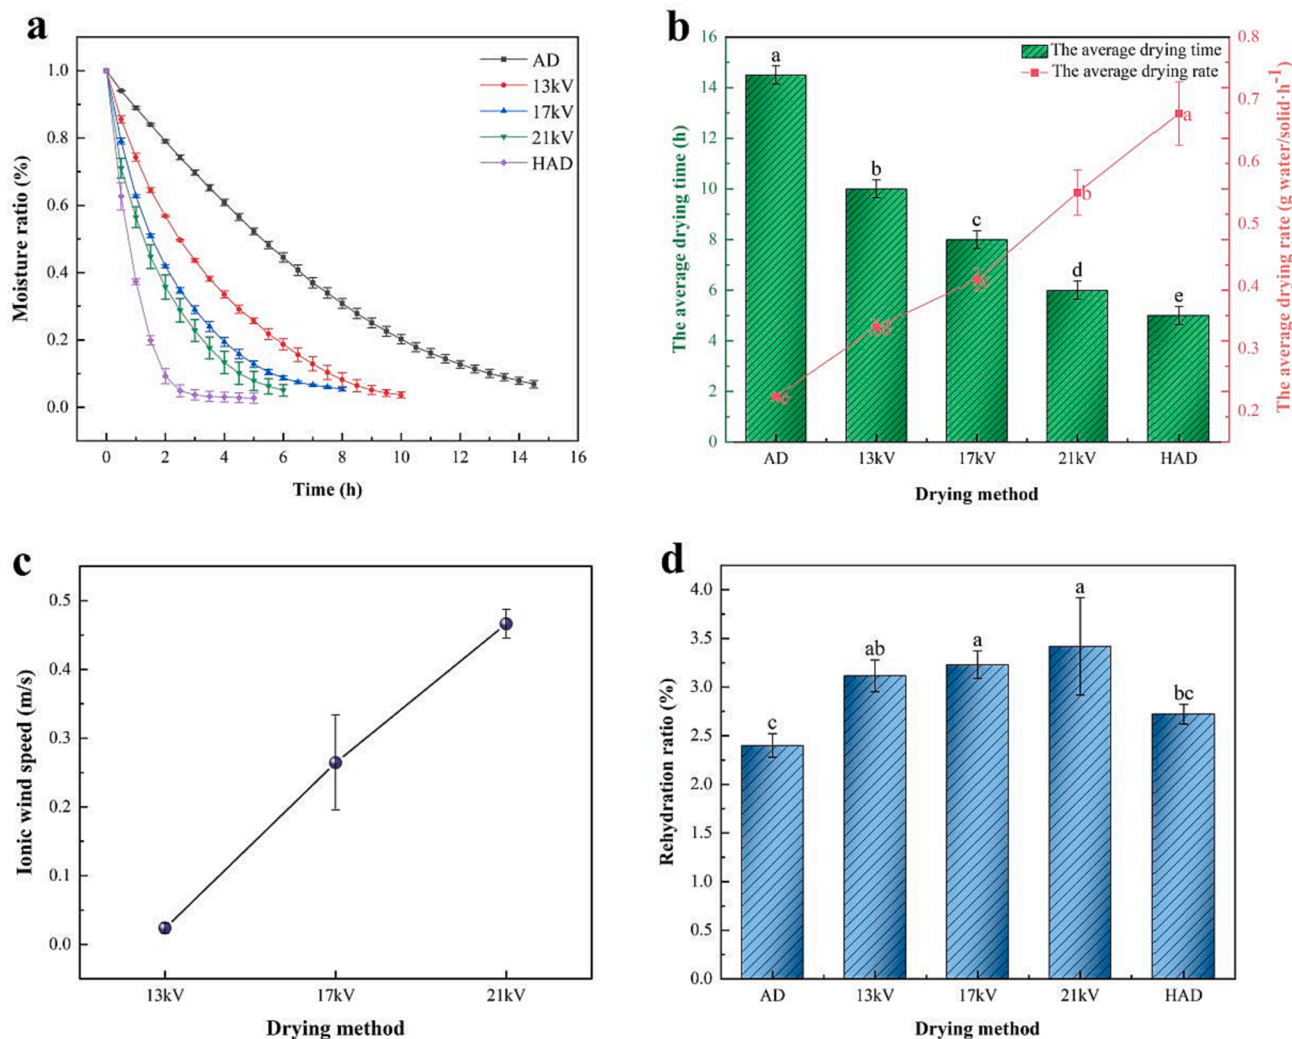 a
AD
13kV
17kV
21kV
HAD
Moisture ratio (%)
1.0
0.8
0.6
0.4
0.2
0.0
0 2 4 6 8 10 12 14 16
Time (h)
b
The average drying time
The average drying rate
The average drying time (h)
16
14
12
10
8
6
4
2
0
a
b
c
d
e
a
b
c
d
e
0.8
0.7
0.6
0.5
0.4
0.3
0.2
The average drying rate (g water/solid·h⁻¹)
AD 13kV 17kV 21kV HAD
Drying method
c
Ionic wind speed (m/s)
0.5
0.4
0.3
0.2
0.1
0.0
13kV 17kV 21kV
Drying method
d
Rehydration ratio (%)
4.0
3.5
3.0
2.5
2.0
1.5
1.0
0.5
0.0
c
ab
a
a
bc
AD 13kV 17kV 21kV HAD
Drying method